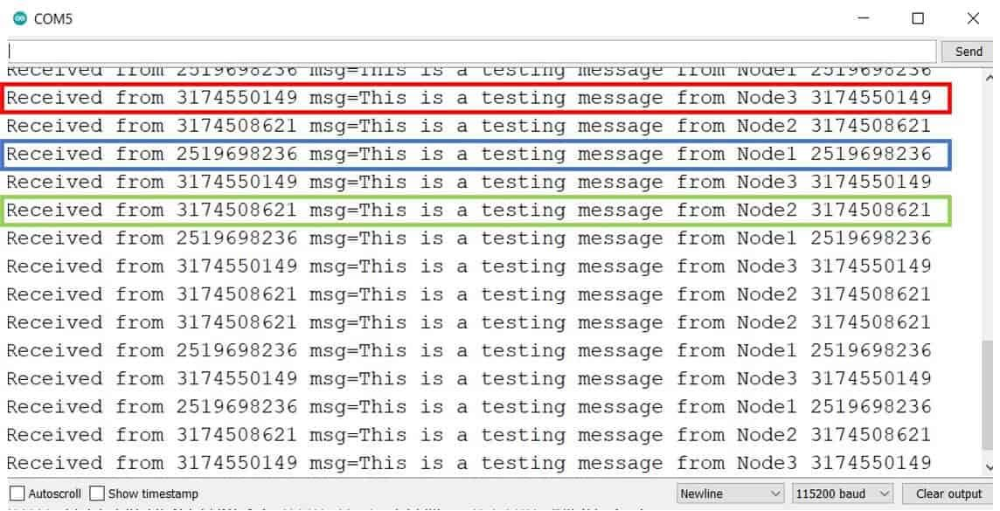 COM5
Send
Received from 2519698236 msg=This is a testing message from Node1 2519698236
Received from 3174550149 msg=This is a testing message from Node3 3174550149
Received from 3174508621 msg=This is a testing message from Node2 3174508621
Received from 2519698236 msg=This is a testing message from Node1 2519698236
Received from 3174550149 msg=This is a testing message from Node3 3174550149
Received from 3174508621 msg=This is a testing message from Node2 3174508621
Received from 2519698236 msg=This is a testing message from Node1 2519698236
Received from 3174550149 msg=This is a testing message from Node3 3174550149
Received from 3174508621 msg=This is a testing message from Node2 3174508621
Received from 3174508621 msg=This is a testing message from Node2 3174508621
Received from 2519698236 msg=This is a testing message from Node1 2519698236
Received from 3174550149 msg=This is a testing message from Node3 3174550149
Received from 2519698236 msg=This is a testing message from Node1 2519698236
Received from 3174508621 msg=This is a testing message from Node2 3174508621
Received from 3174550149 msg=This is a testing message from Node3 3174550149
Autoscroll Show timestamp Newline 115200 baud Clear output